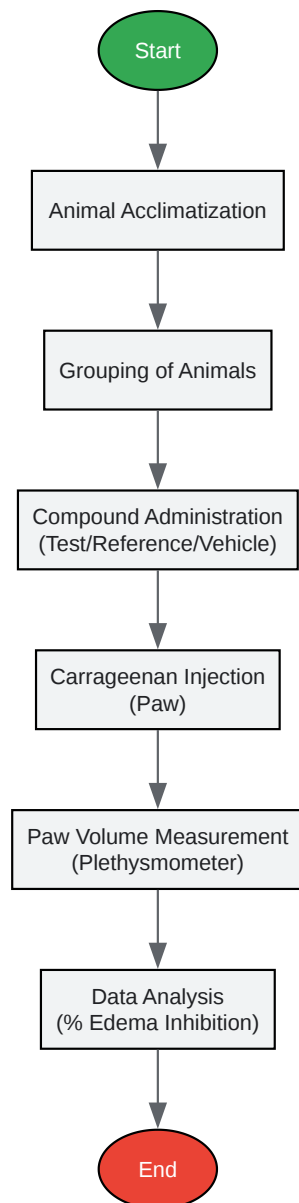 Start
Animal Acclimatization
Grouping of Animals
Compound Administration
(Test/Reference/Vehicle)
Carrageenan Injection
(Paw)
Paw Volume Measurement
(Plethysmometer)
Data Analysis
(% Edema Inhibition)
End